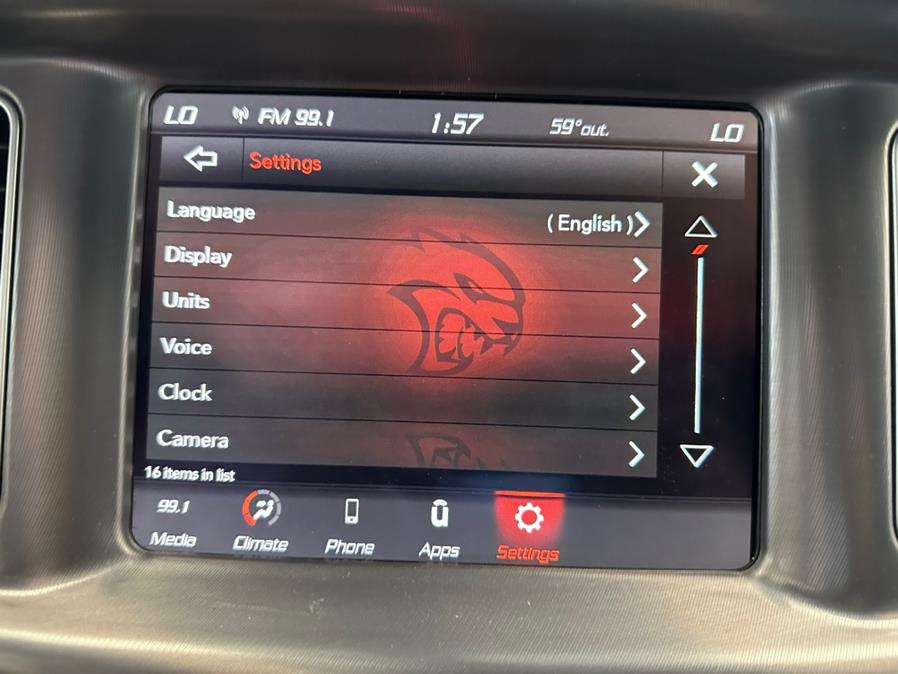 LO FM 99.1 1:57 59°out. LO
Settings
Language ( English )
Display
Units
Voice
Clock
Camera
16 items in list
99.1
Media Climate Phone Apps Settings